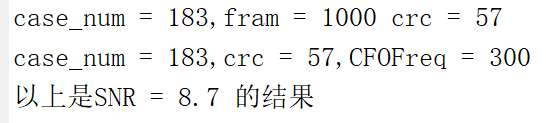 case_num = 183,fram = 1000 crc = 57
case_num = 183,crc = 57,CFOFreq = 300
以上是SNR = 8.7 的结果